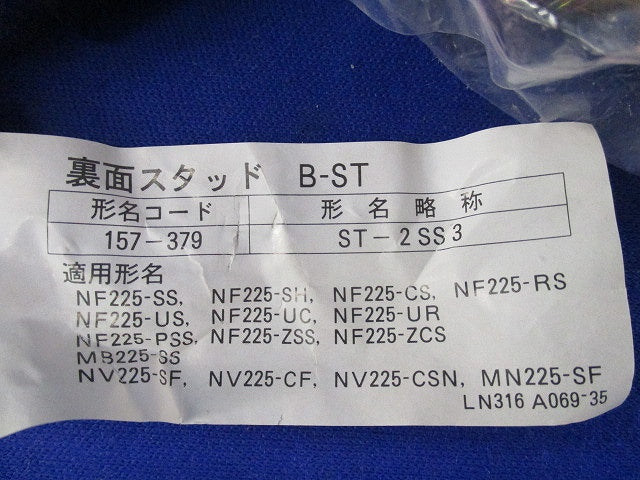 裏面スタッド B-ST
形名コード 形名略称
157-379 ST-2SS3
適用形名
NF225-SS, NF225-SH, NF225-CS, NF225-RS
NF225-US, NF225-UC, NF225-UR
NF225-PSS, NF225-ZSS, NF225-ZCS
MB225-SS
NV225-SF, NV225-CF, NV225-CSN, MN225-SF
LN316 A069-35